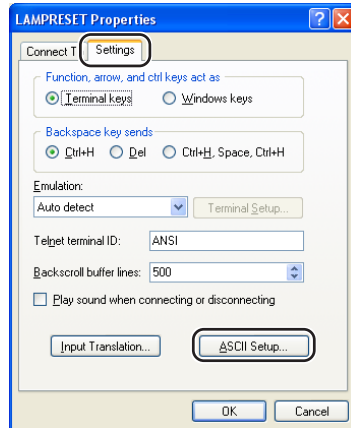 LAMPRESET Properties
Connect T Settings
Function, arrow, and ctrl keys act as
Terminal keys Windows keys
Backspace key sends
Ctrl+H Del Ctrl+H, Space, Ctrl+H
Emulation:
Auto detect Terminal Setup...
Telnet terminal ID: ANSI
Backscroll buffer lines: 500
Play sound when connecting or disconnecting
Input Translation... ASCII Setup...
OK Cancel